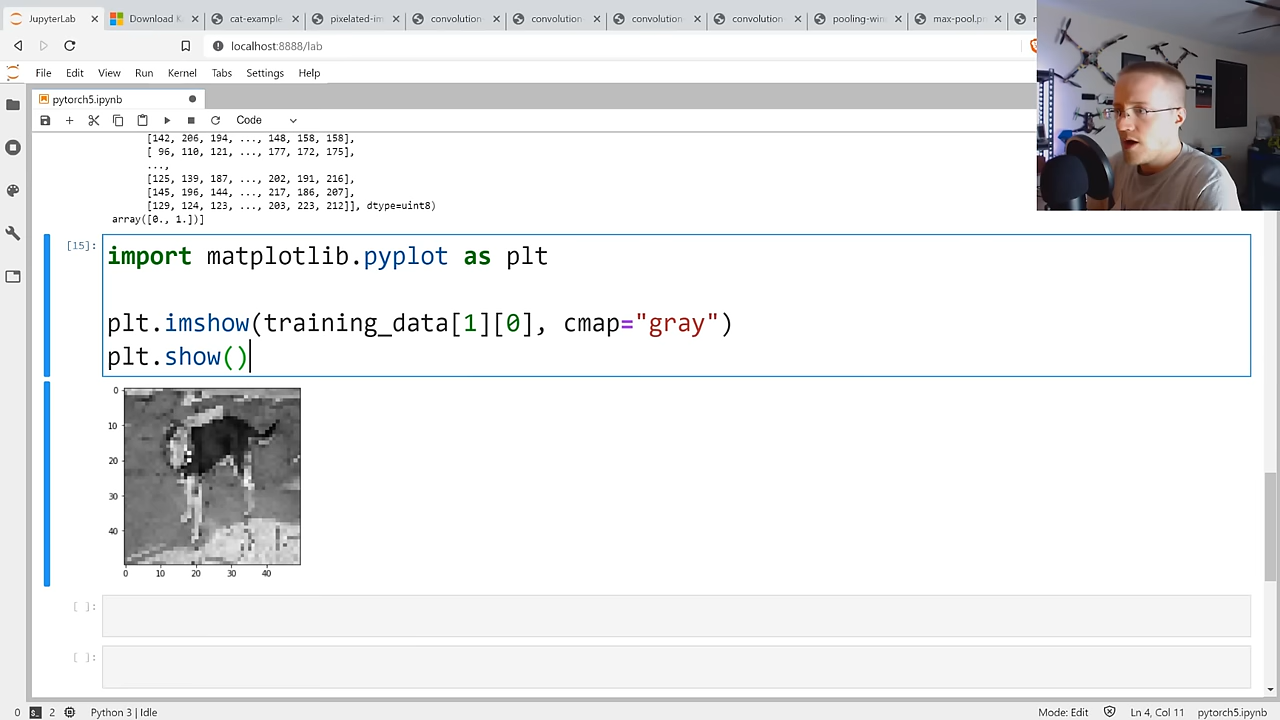 JupyterLab
Download K
cat-example
pixelated-im
convolution
convolution
convolution
convolution
pooling-win
max-pool.p
localhost:8888/lab
File Edit View Run Kernel Tabs Settings Help
pytorch5.ipynb
Code
[142, 206, 194, ..., 148, 158, 158],
[ 96, 110, 121, ..., 177, 172, 175],
...,
[125, 139, 187, ..., 202, 191, 216],
[145, 196, 144, ..., 217, 186, 207],
[129, 124, 123, ..., 203, 223, 212]], dtype=uint8)
array([0., 1.])]
[15]:
import matplotlib.pyplot as plt
plt.imshow(training_data[1][0], cmap="gray")
plt.show()
0
10
20
30
40
0 10 20 30 40
[ ]:
[ ]:
0 2 Python 3 | Idle Mode: Edit Ln 4, Col 11 pytorch5.ipynb